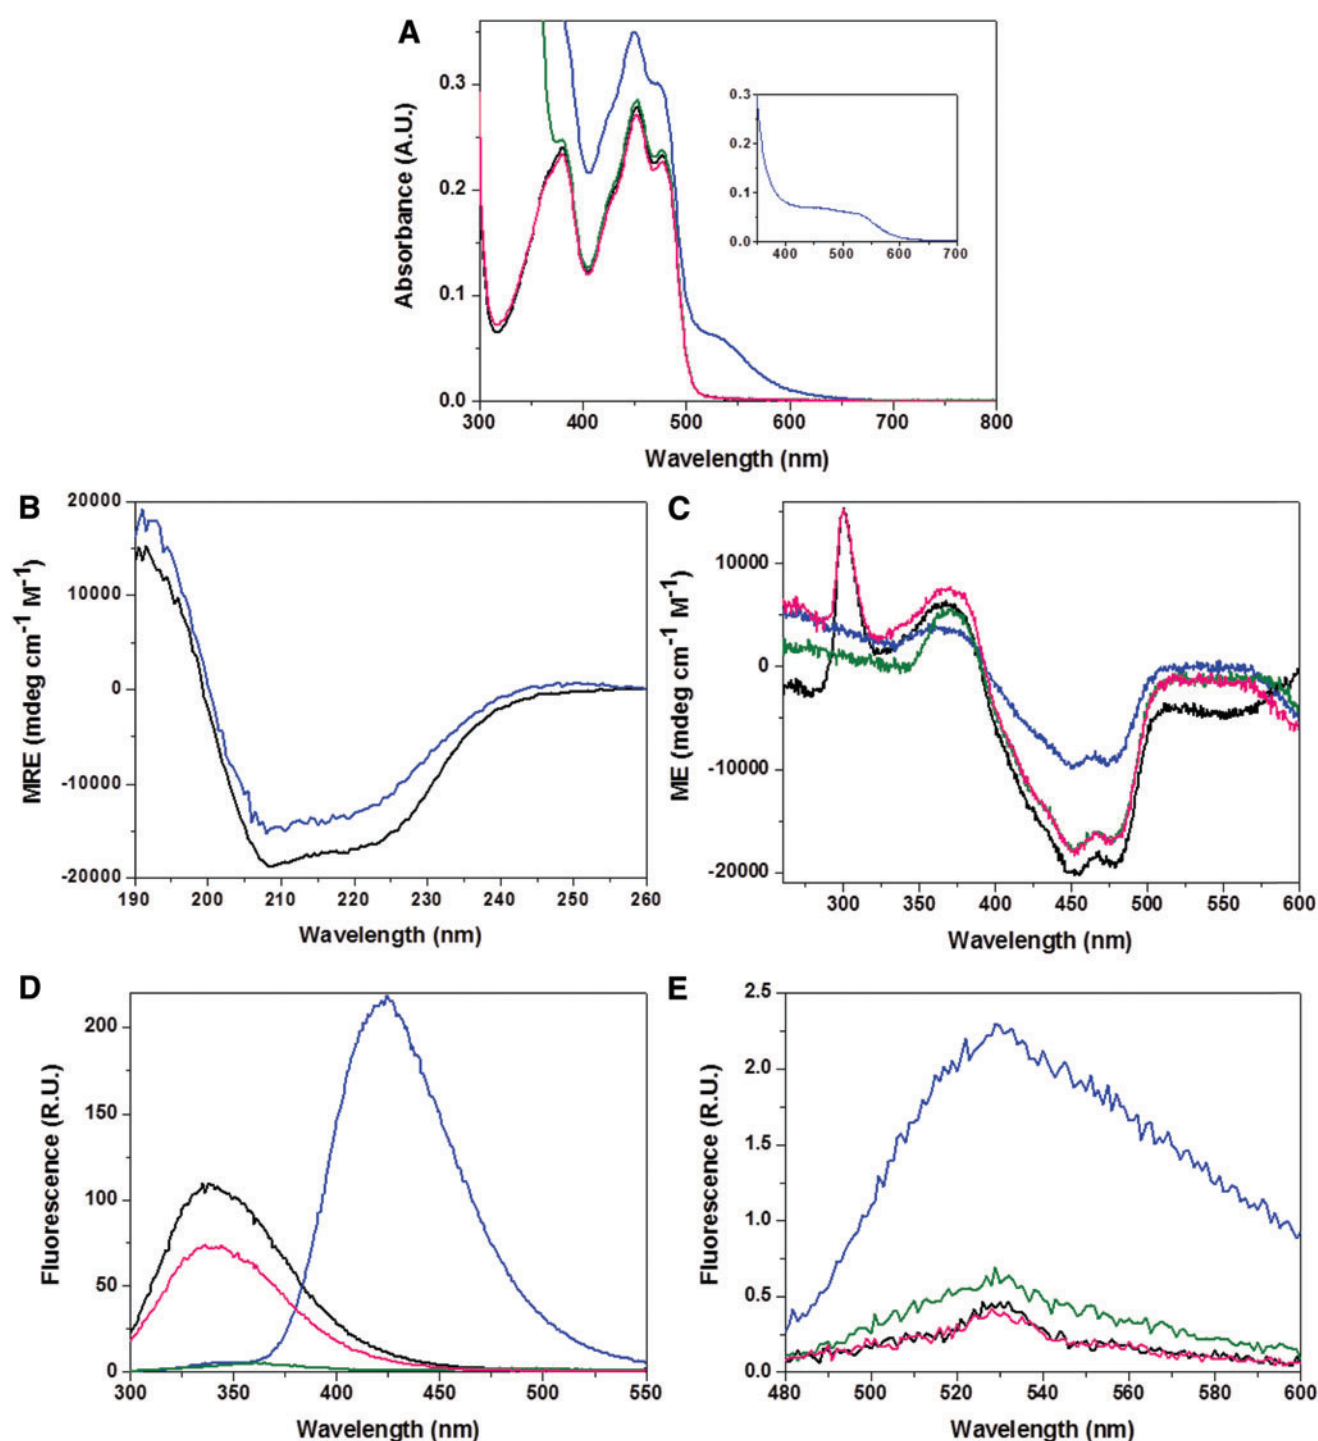 A
Absorbance (A.U.)
0.3
0.2
0.1
0.0
300 400 500 600 700 800
Wavelength (nm)
0.3
0.2
0.1
0.0
400 500 600 700
B
MRE (mdeg cm-1 M-1)
20000
10000
0
-10000
-20000
190 200 210 220 230 240 250 260
Wavelength (nm)
C
ME (mdeg cm-1 M-1)
10000
0
-10000
-20000
300 350 400 450 500 550 600
Wavelength (nm)
D
Fluorescence (R.U.)
200
150
100
50
0
300 350 400 450 500 550
Wavelength (nm)
E
Fluorescence (R.U.)
2.5
2.0
1.5
1.0
0.5
0.0
480 500 520 540 560 580 600
Wavelength (nm)